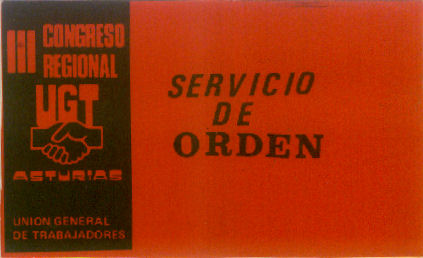 III CONGRESO
REGIONAL
UGT
ASTURIAS
UNION GENERAL
DE TRABAJADORES
SERVICIO
DE
ORDEN